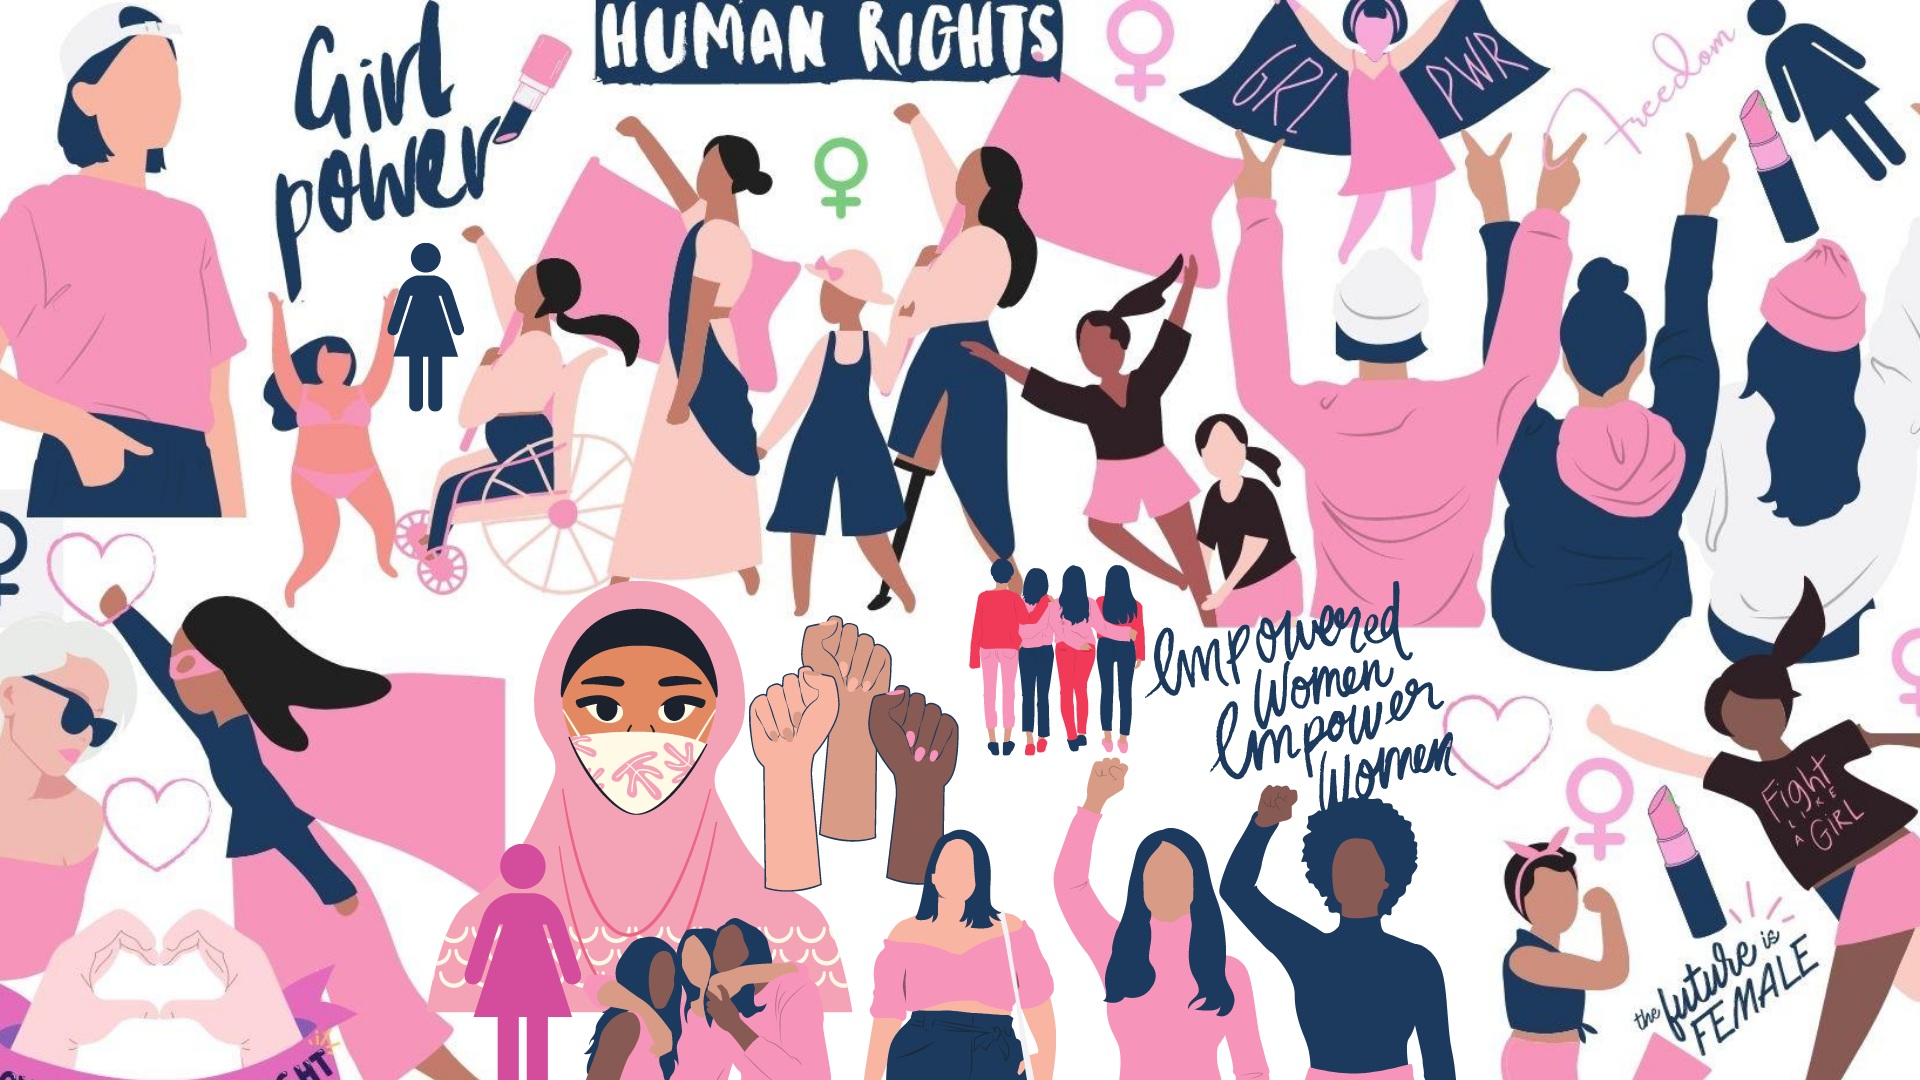 Girl
power
HUMAN RIGHTS
GRL PWR
Freedom
Empowered
Women
Empower
Women
Fight
LIKE
A GiRL
the future is
FEMALE